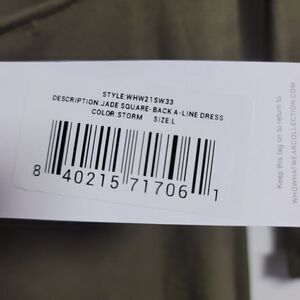 STYLE:WHW21SW33
DESCRIPTION:JADE SQUARE-BACK A-LINE DRESS
COLOR:STORM SIZE:L
8 40215 71706 1
Keep this tag on to return to
WHOWHATWEARCOLLECTION.COM